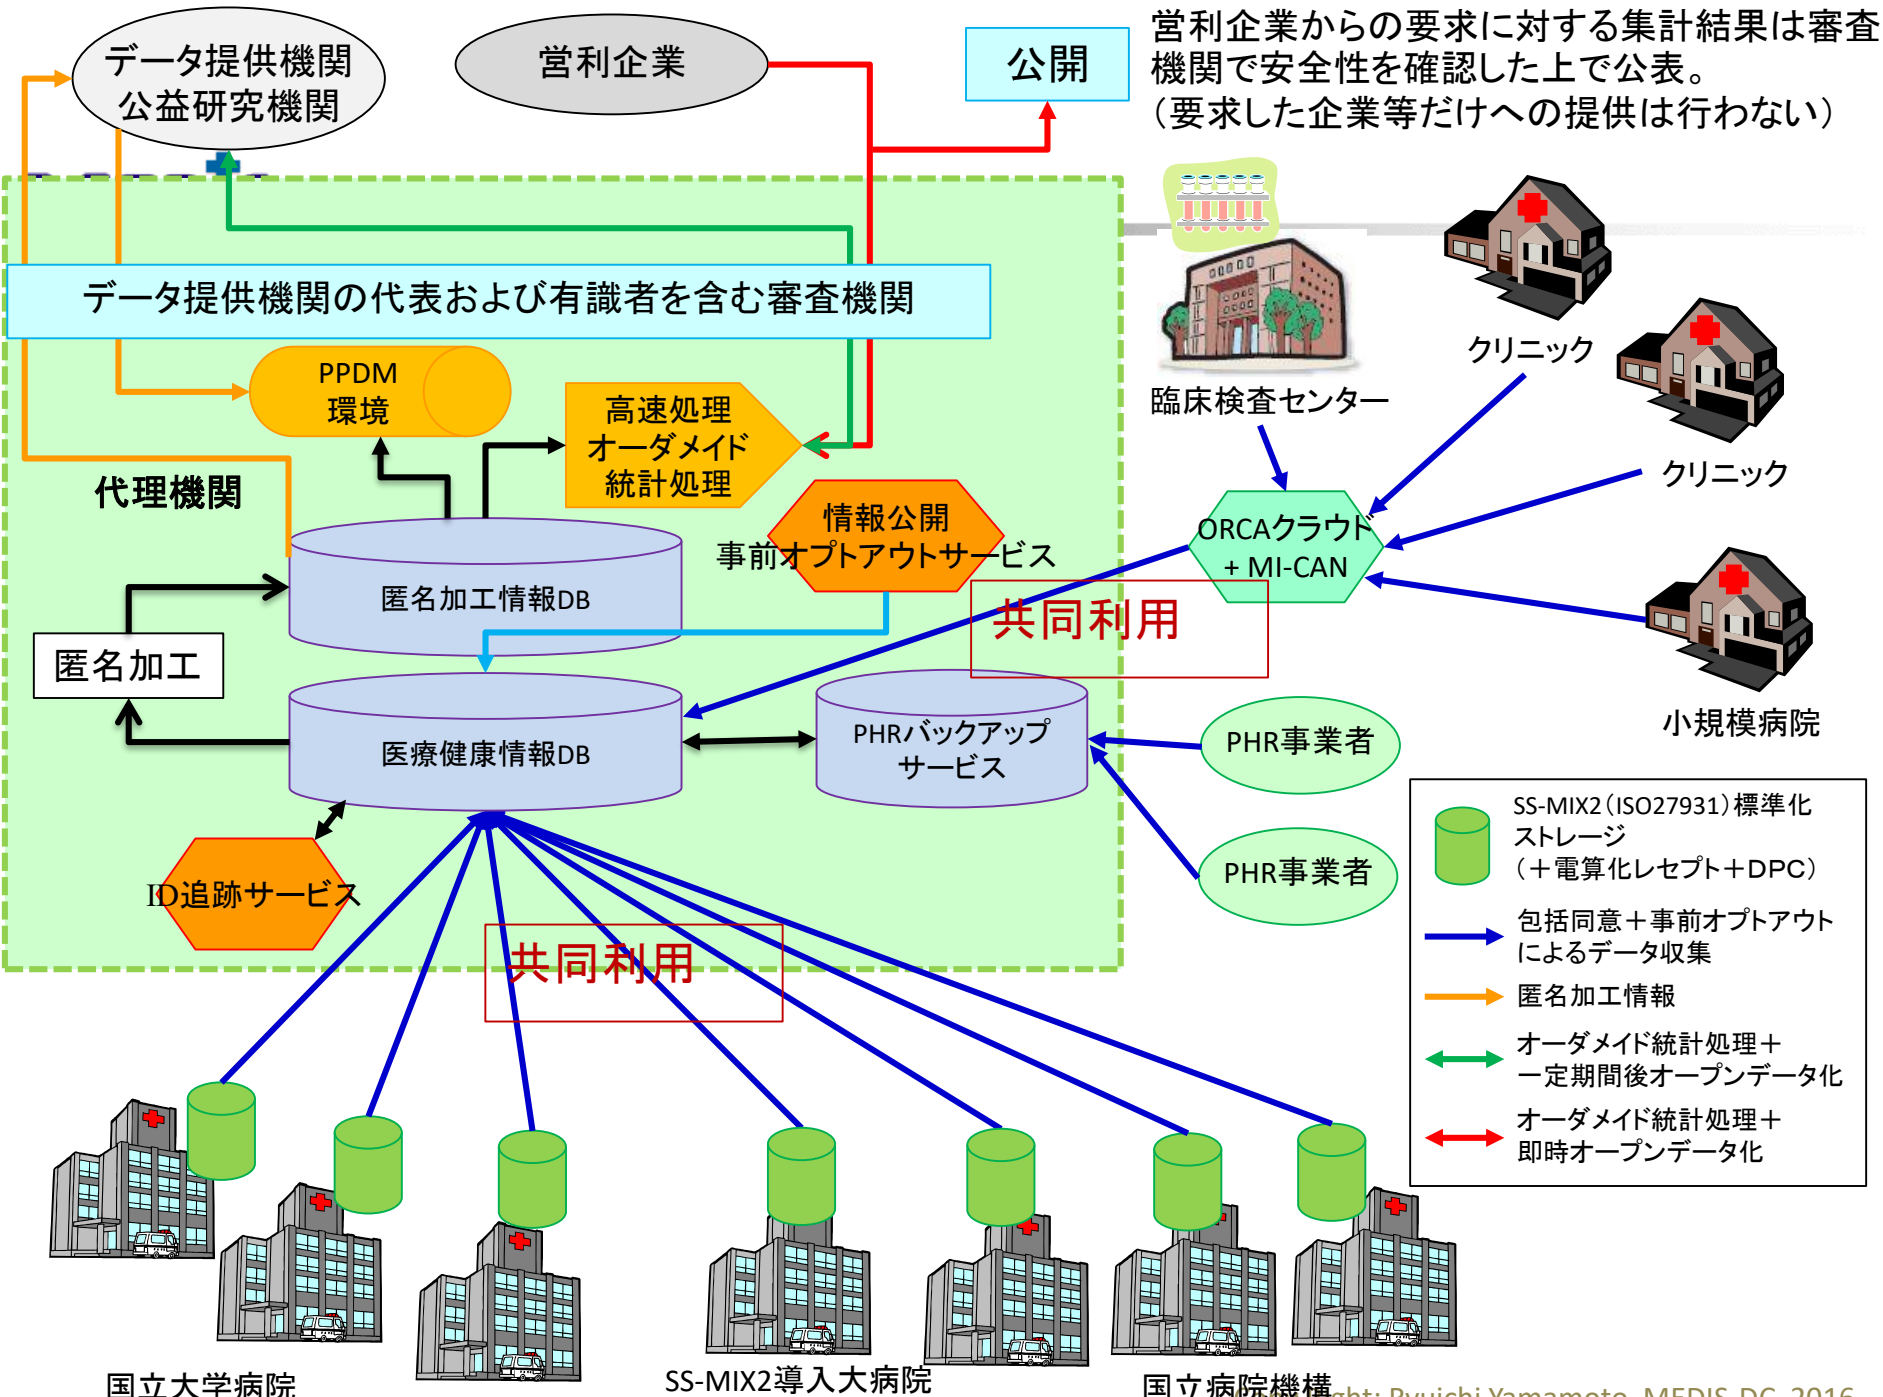 データ提供機関
公益研究機関
営利企業
公開
営利企業からの要求に対する集計結果は審査
機関で安全性を確認した上で公表。
（要求した企業等だけへの提供は行わない）
データ提供機関の代表および有識者を含む審査機関
PPDM
環境
高速処理
オーダメイド
統計処理
代理機関
情報公開
事前オプトアウトサービス
匿名加工情報DB
匿名加工
医療健康情報DB
PHRバックアップ
サービス
ID追跡サービス
共同利用
共同利用
臨床検査センター
クリニック
クリニック
ORCAクラウド
+ MI-CAN
小規模病院
PHR事業者
PHR事業者
SS-MIX2（ISO27931）標準化
ストレージ
（＋電算化レセプト＋DPC）
包括同意＋事前オプトアウト
によるデータ収集
匿名加工情報
オーダメイド統計処理＋
一定期間後オープンデータ化
オーダメイド統計処理＋
即時オープンデータ化
国立大学病院
SS-MIX2導入大病院
国立病院機構
ght: Ryuichi Yamamoto, MEDIS-DC, 2016